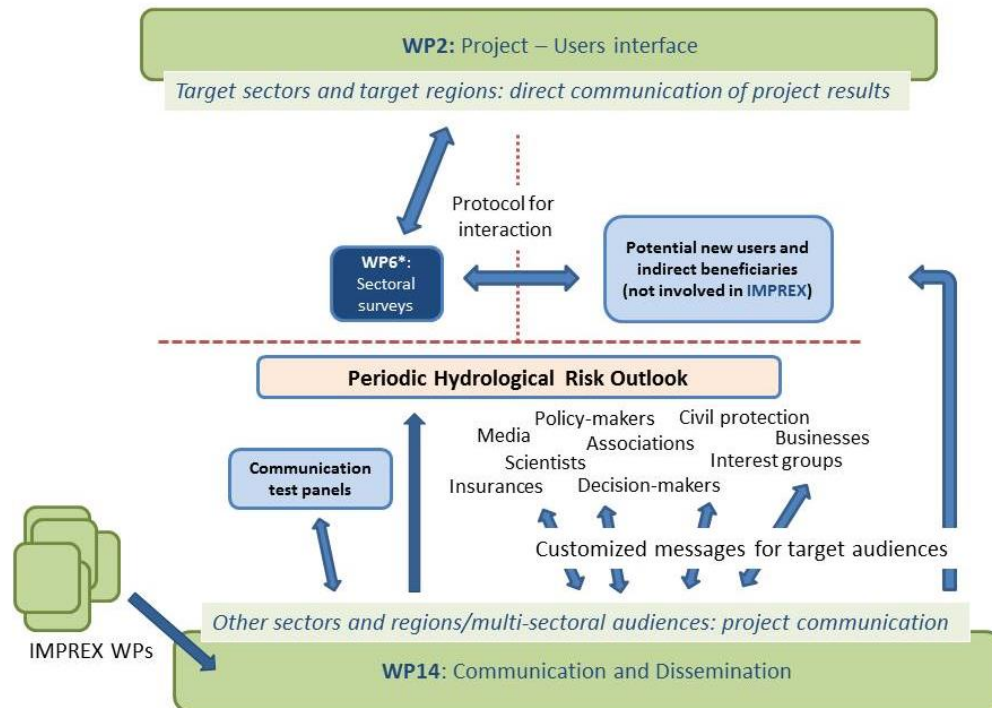 WP2: Project – Users interface
Target sectors and target regions: direct communication of project results
Protocol for
interaction
WP6*:
Sectoral
surveys
Potential new users and
indirect beneficiaries
(not involved in IMPREX)
Periodic Hydrological Risk Outlook
Policy-makers
Civil protection
Media
Associations
Businesses
Scientists
Interest groups
Insurances
Decision-makers
Communication
test panels
Customized messages for target audiences
IMPREX WPs
Other sectors and regions/multi-sectoral audiences: project communication
WP14: Communication and Dissemination